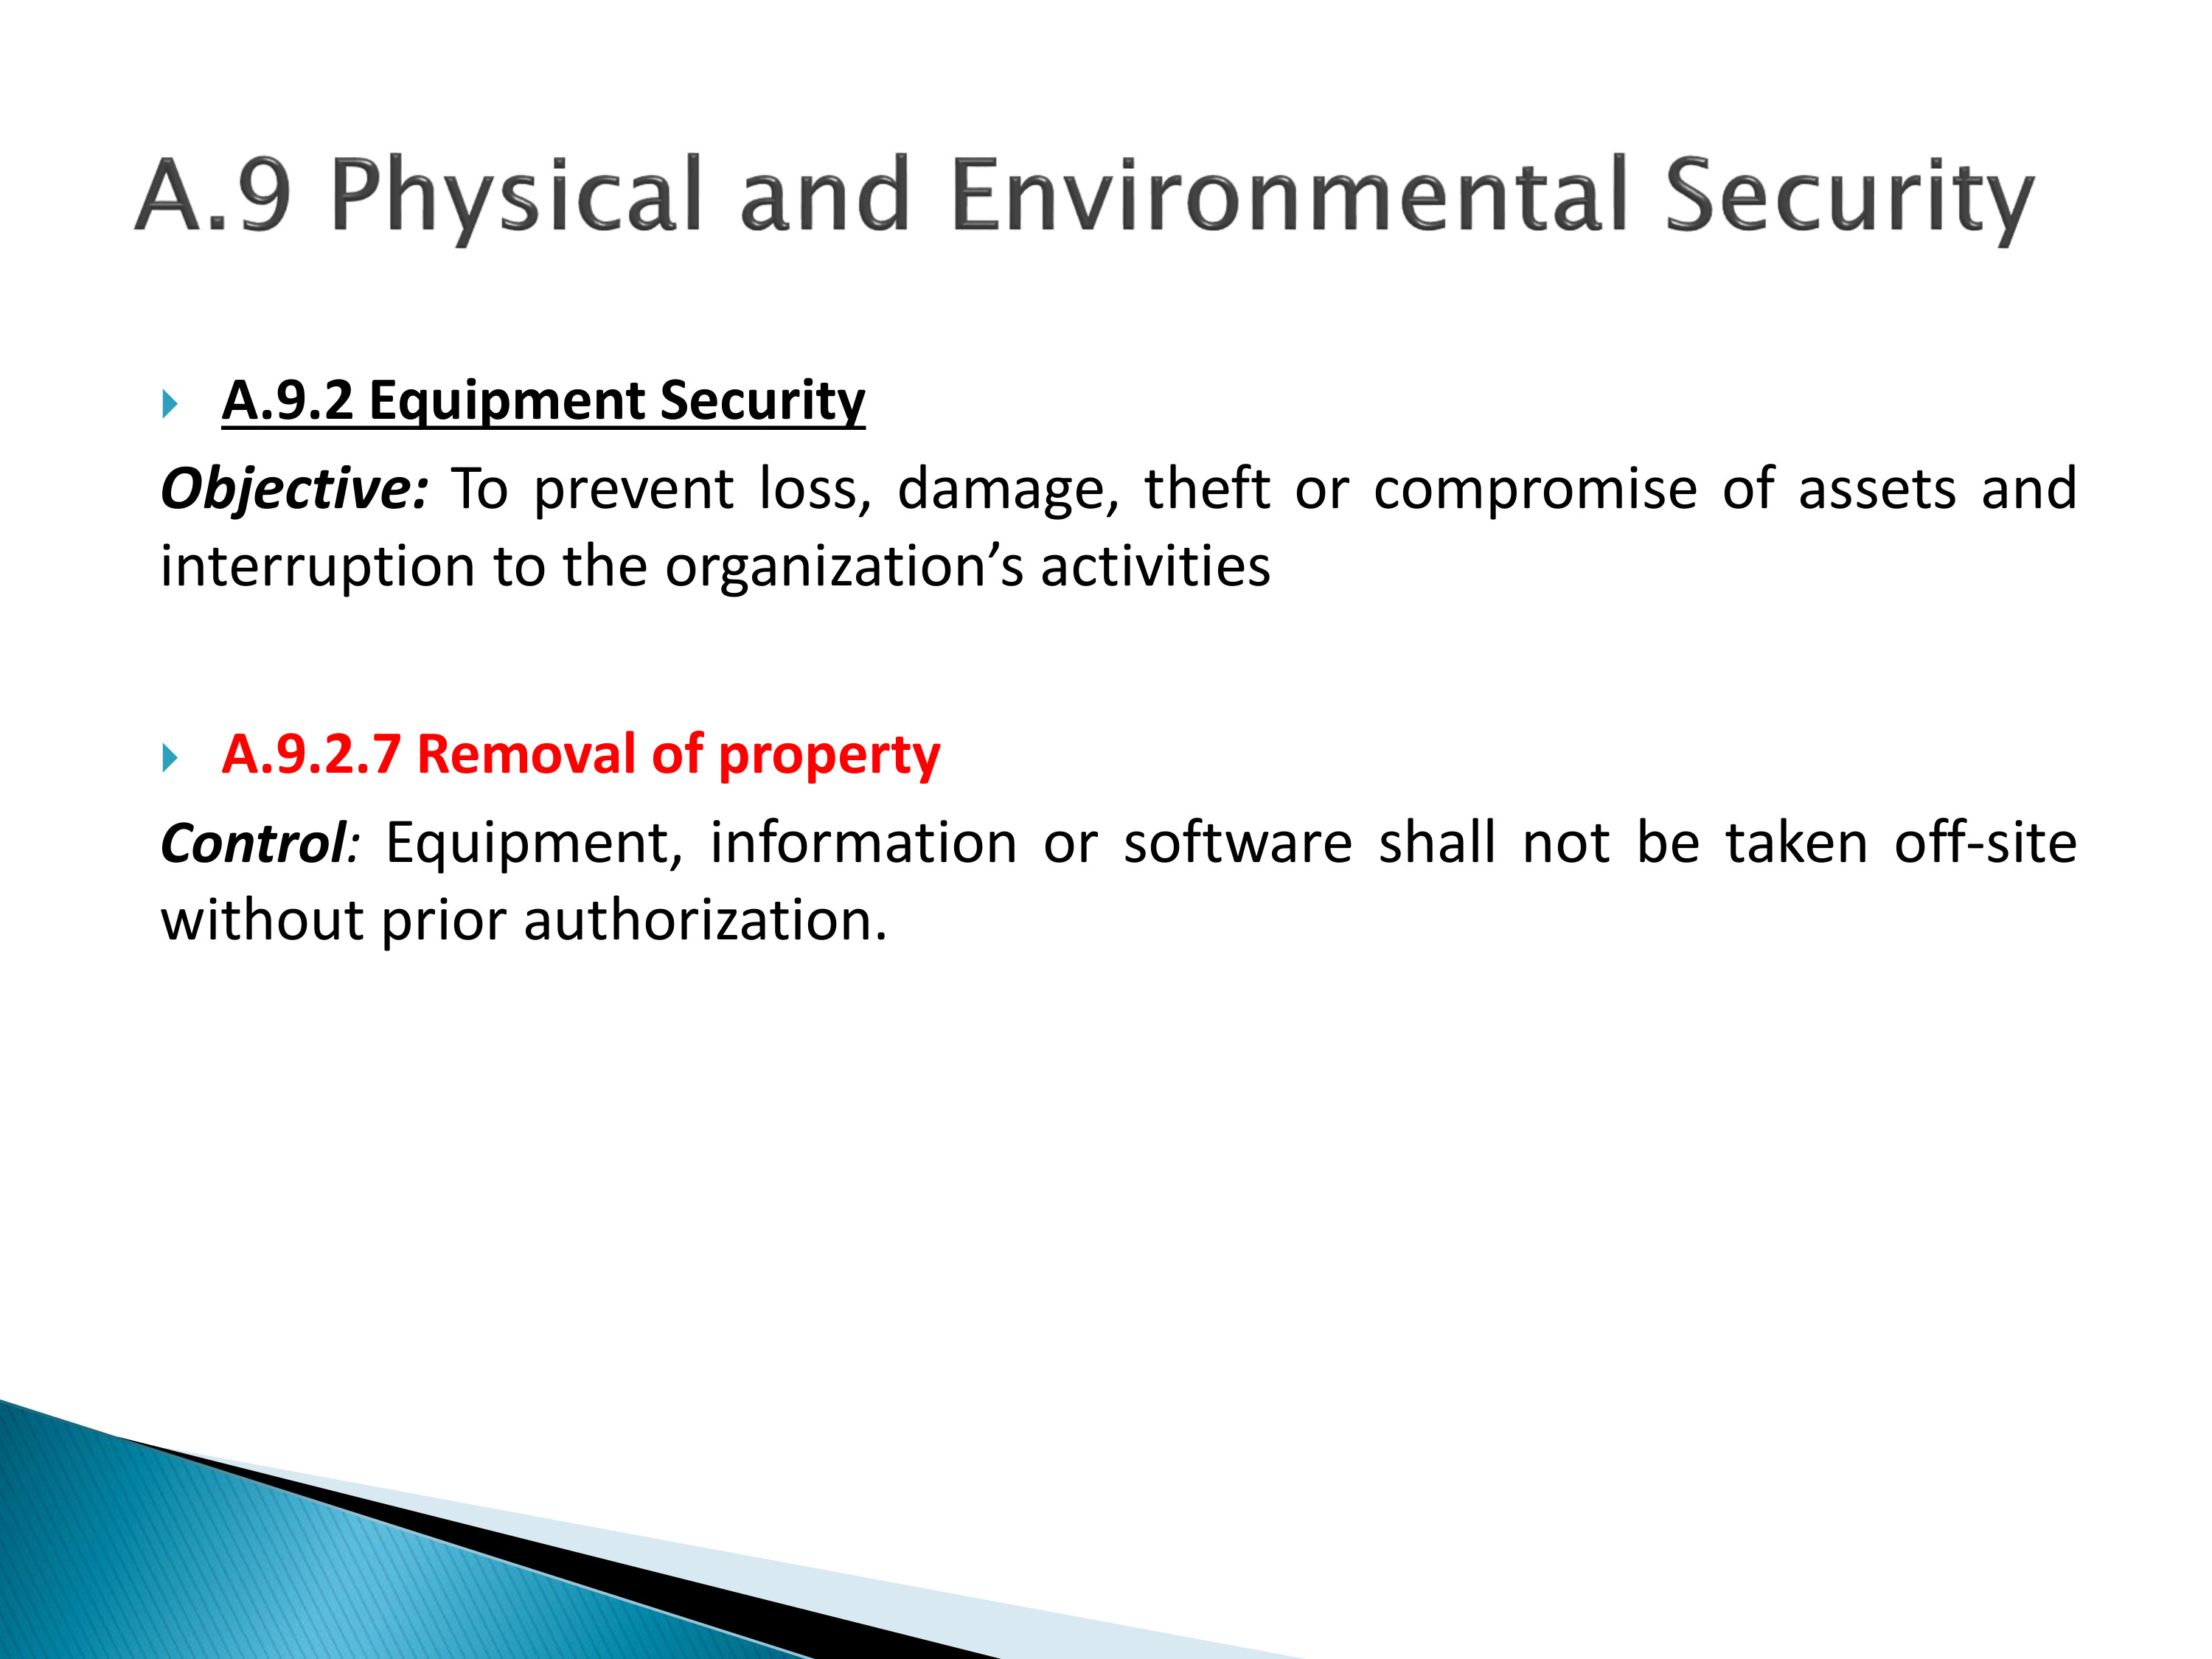 A.9 Physical and Environmental Security
A.9.2 Equipment Security
Objective: To prevent loss, damage, theft or compromise of assets and
interruption to the organization’s activities
A.9.2.7 Removal of property
Control: Equipment, information or software shall not be taken off-site
without prior authorization.